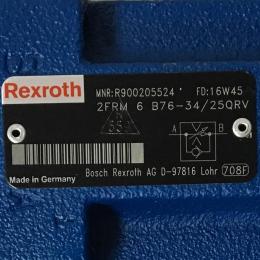 Rexroth
MNR:R900205524 FD:16W45
2FRM 6 B76-34/25QRV
A B
Made in Germany
Bosch Rexroth AG D-97816 Lohr 708F